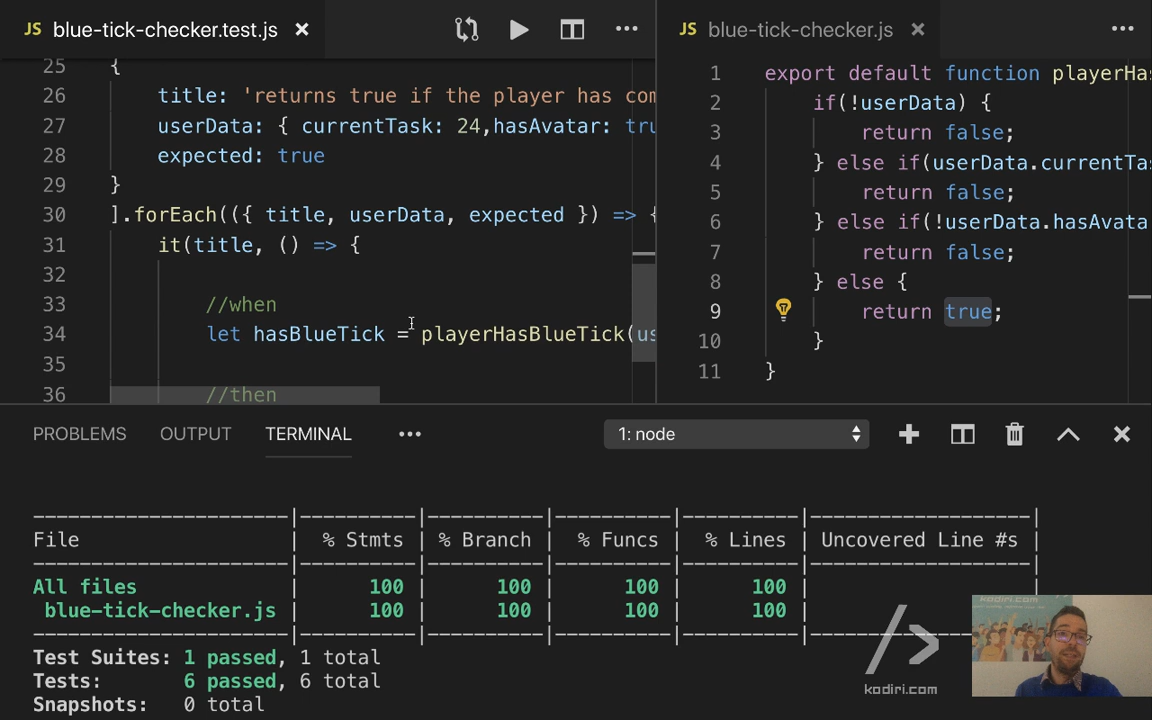 JS blue-tick-checker.test.js
25 {
26 title: 'returns true if the player has com
27 userData: { currentTask: 24,hasAvatar: tru
28 expected: true
29 }
30 ].forEach(({ title, userData, expected }) => {
31 it(title, () => {
32
33 //when
34 let hasBlueTick = playerHasBlueTick(us
35
36 //then
JS blue-tick-checker.js
1 export default function playerHa
2 if(!userData) {
3 return false;
4 } else if(userData.currentTa
5 return false;
6 } else if(!userData.hasAvata
7 return false;
8 } else {
9 return true;
10 }
11 }
PROBLEMS OUTPUT TERMINAL ••• 1: node
File | % Stmts | % Branch | % Funcs | % Lines | Uncovered Line #s |
All files | 100 | 100 | 100 | 100 | |
blue-tick-checker.js | 100 | 100 | 100 | 100 | |
Test Suites: 1 passed, 1 total
Tests: 6 passed, 6 total
Snapshots: 0 total
/>
kodiri.com
kodiri.com